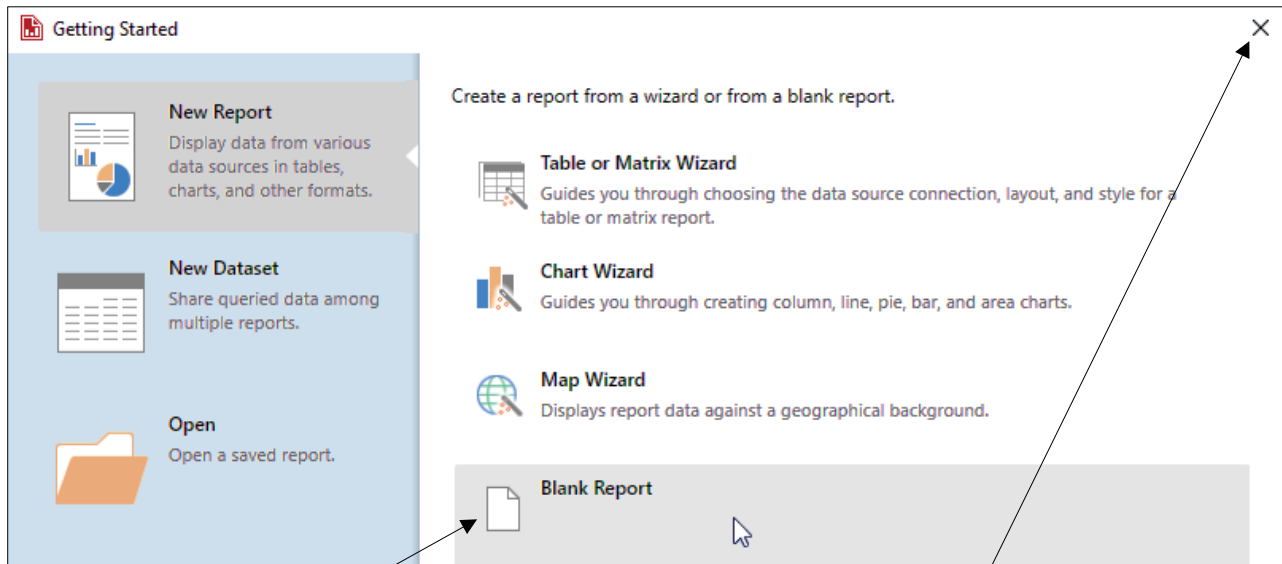 Getting Started
New Report
Display data from various
data sources in tables,
charts, and other formats.
New Dataset
Share queried data among
multiple reports.
Open
Open a saved report.
Create a report from a wizard or from a blank report.
Table or Matrix Wizard
Guides you through choosing the data source connection, layout, and style for a
table or matrix report.
Chart Wizard
Guides you through creating column, line, pie, bar, and area charts.
Map Wizard
Displays report data against a geographical background.
Blank Report